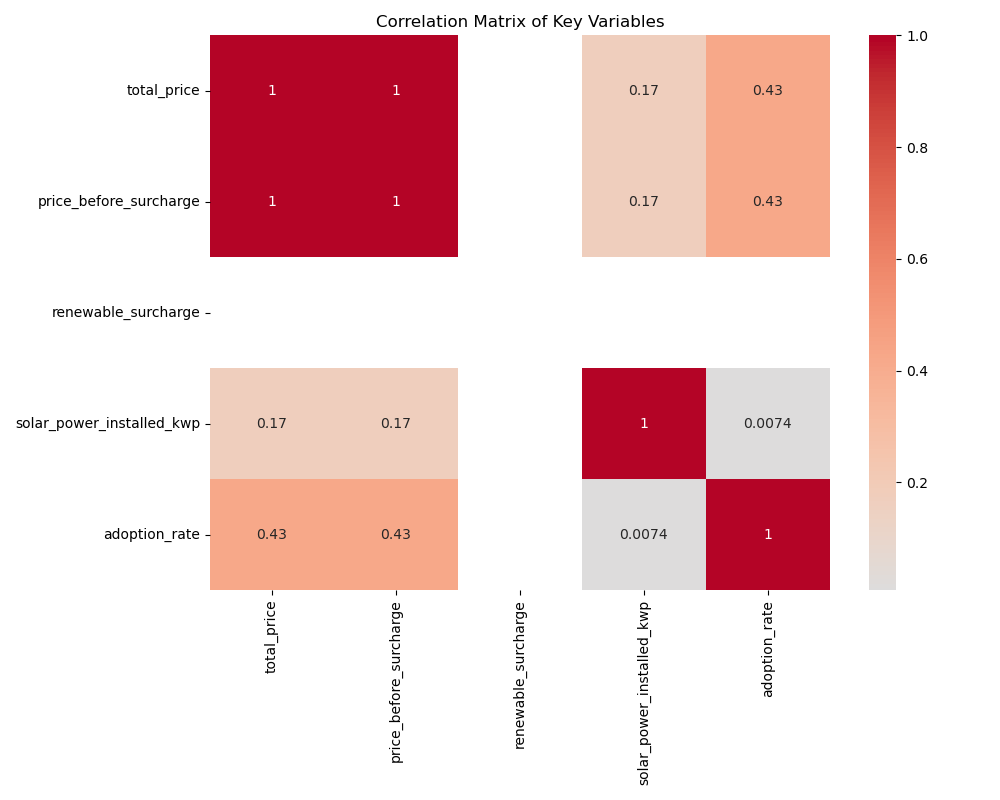 Correlation Matrix of Key Variables
total_price 1 1 0.17 0.43
price_before_surcharge 1 1 0.17 0.43
renewable_surcharge
solar_power_installed_kwp 0.17 0.17 1 0.0074
adoption_rate 0.43 0.43 0.0074 1
total_price
price_before_surcharge
renewable_surcharge
solar_power_installed_kwp
adoption_rate
1.0
0.8
0.6
0.4
0.2